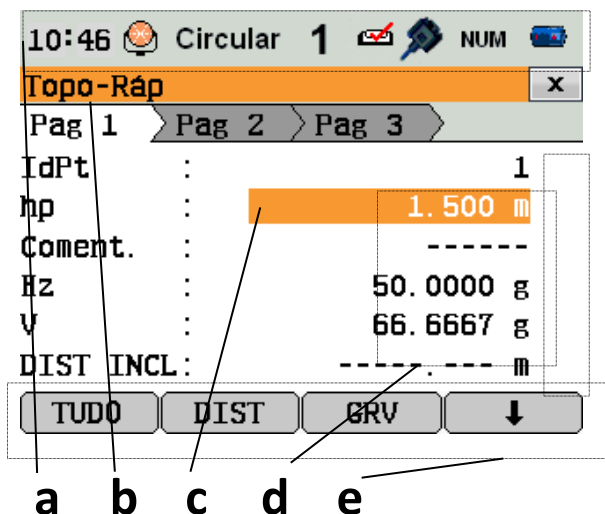 10:46 Circular 1 NUM
Topo-Ráp x
Pag 1 Pag 2 Pag 3
IdPt : 1
hp : 1.500 m
Coment. : ------
Hz : 50.0000 g
V : 66.6667 g
DIST INCL: -----.--- m
TUDO DIST GRV ⬇
a b c d e